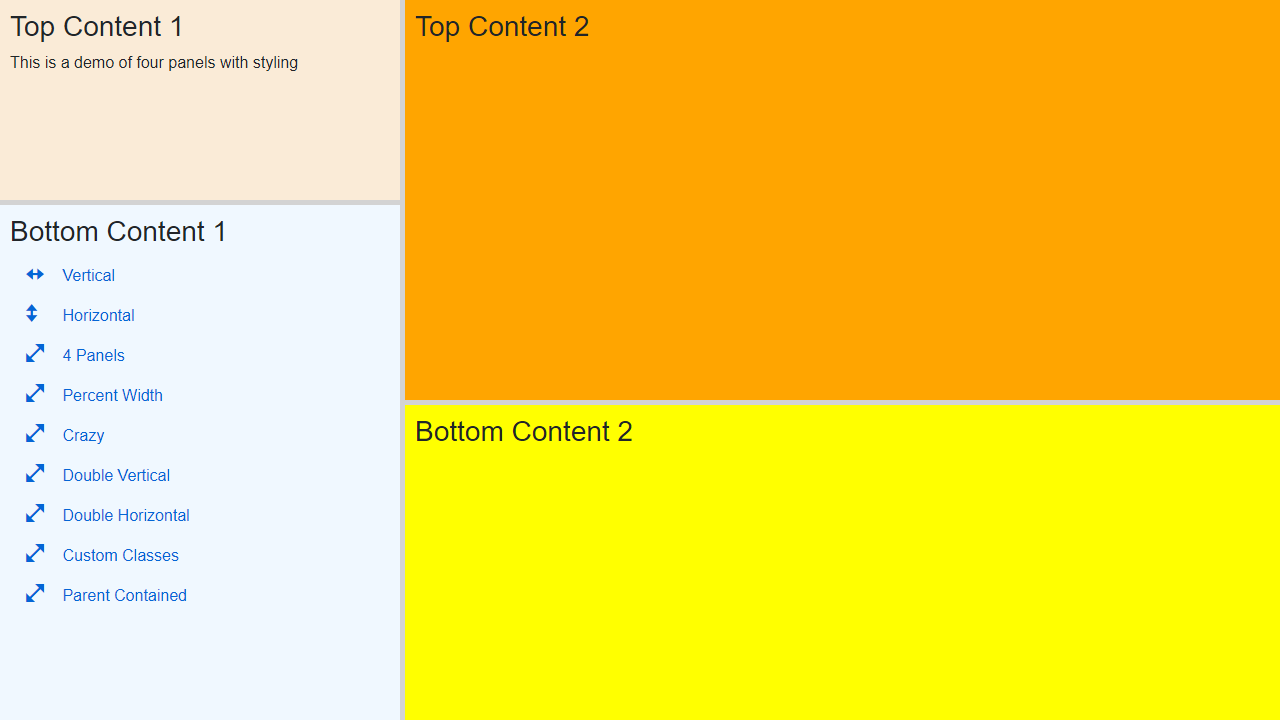 Top Content 1
This is a demo of four panels with styling
Bottom Content 1
Vertical
Horizontal
4 Panels
Percent Width
Crazy
Double Vertical
Double Horizontal
Custom Classes
Parent Contained
Top Content 2
Bottom Content 2